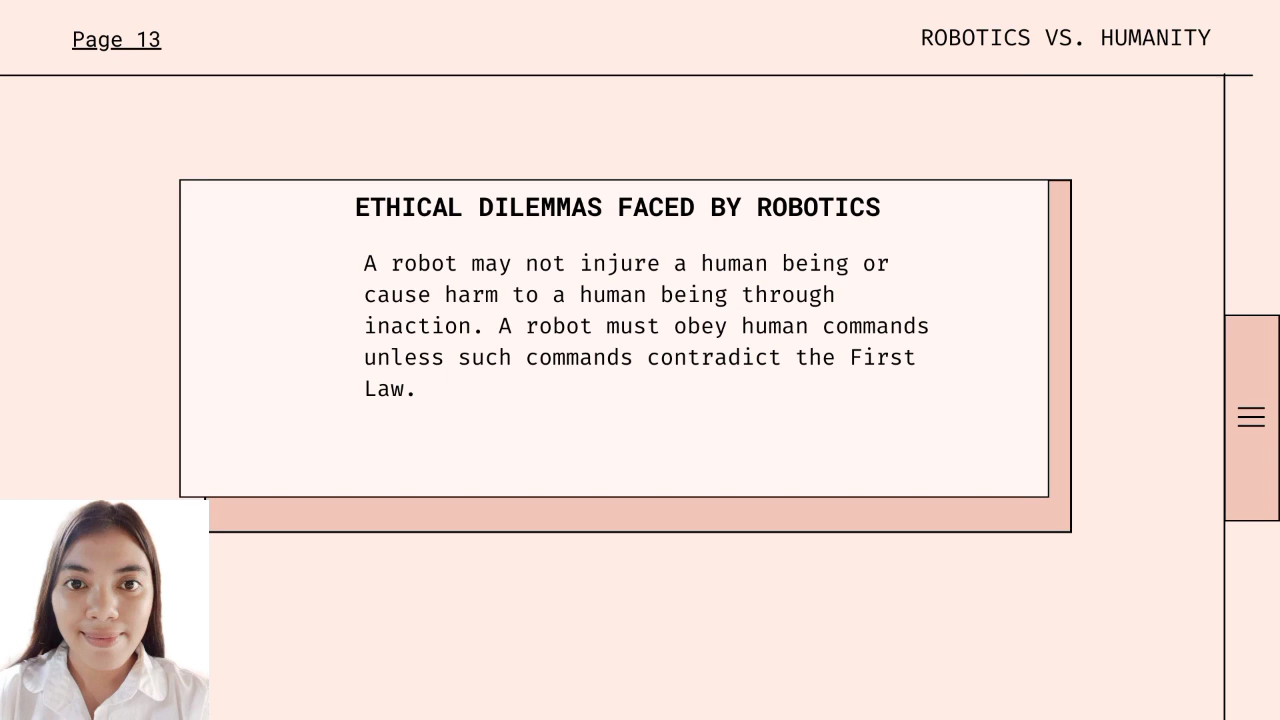 Page 13
ROBOTICS VS. HUMANITY
ETHICAL DILEMMAS FACED BY ROBOTICS
A robot may not injure a human being or
cause harm to a human being through
inaction. A robot must obey human commands
unless such commands contradict the First
Law.